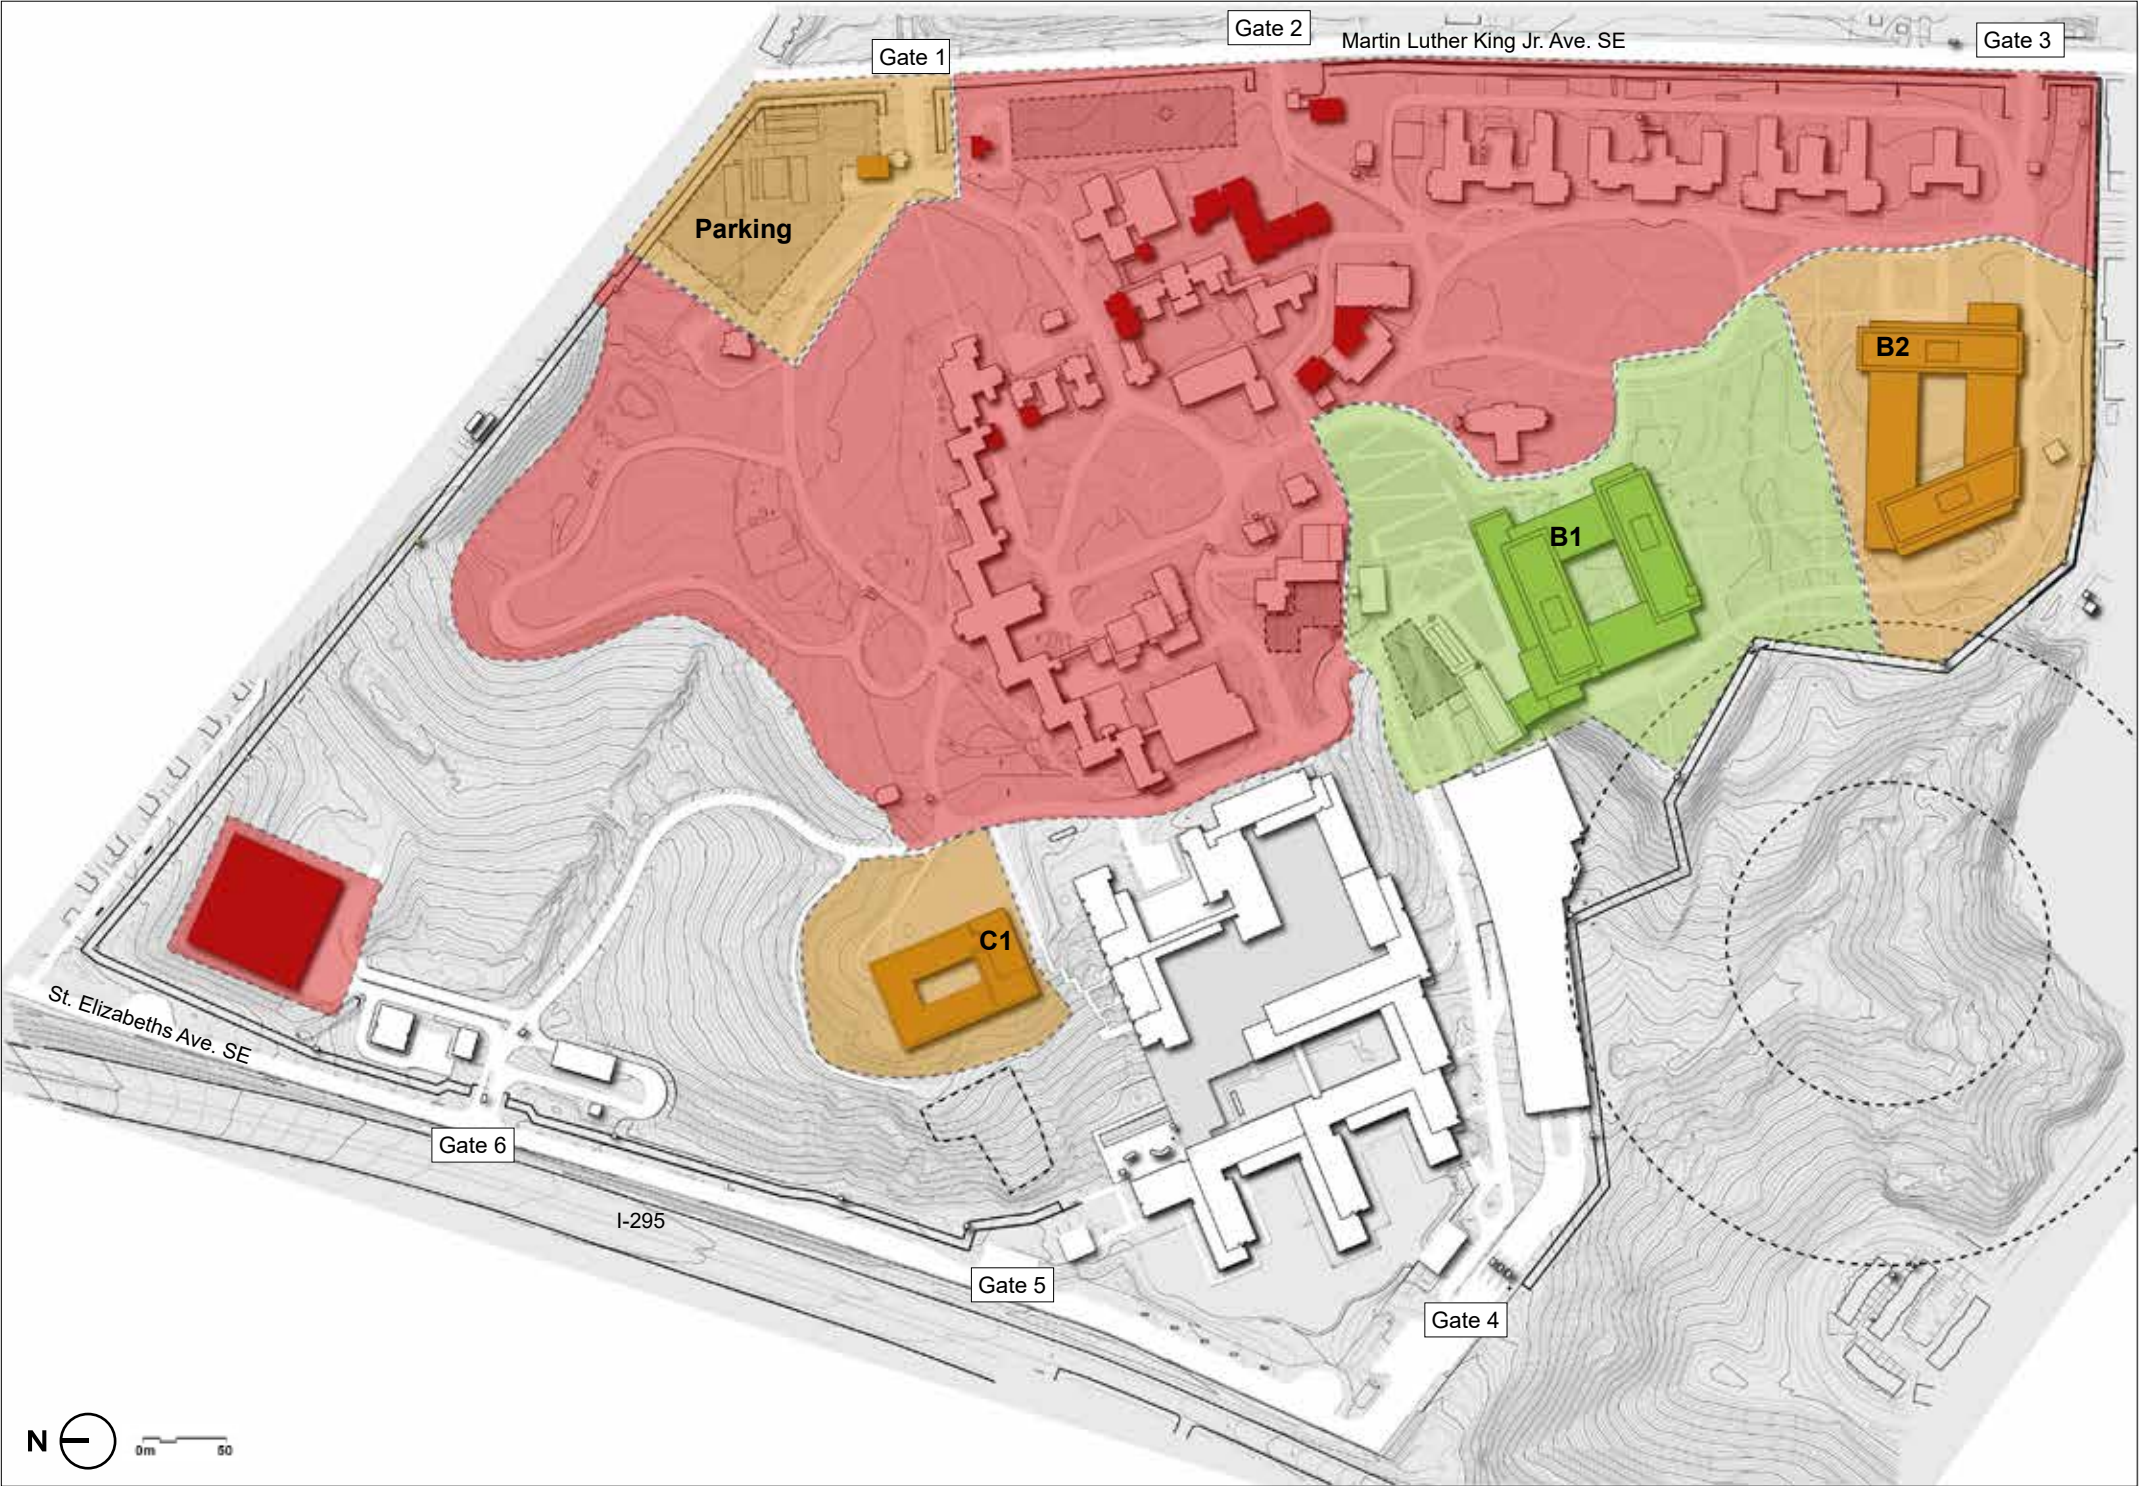 Gate 2
Gate 3
Martin Luther King Jr. Ave. SE
Gate 1
Parking
B2
B1
C1
St. Elizabeths Ave. SE
Gate 6
I-295
Gate 5
Gate 4
N
0m 50